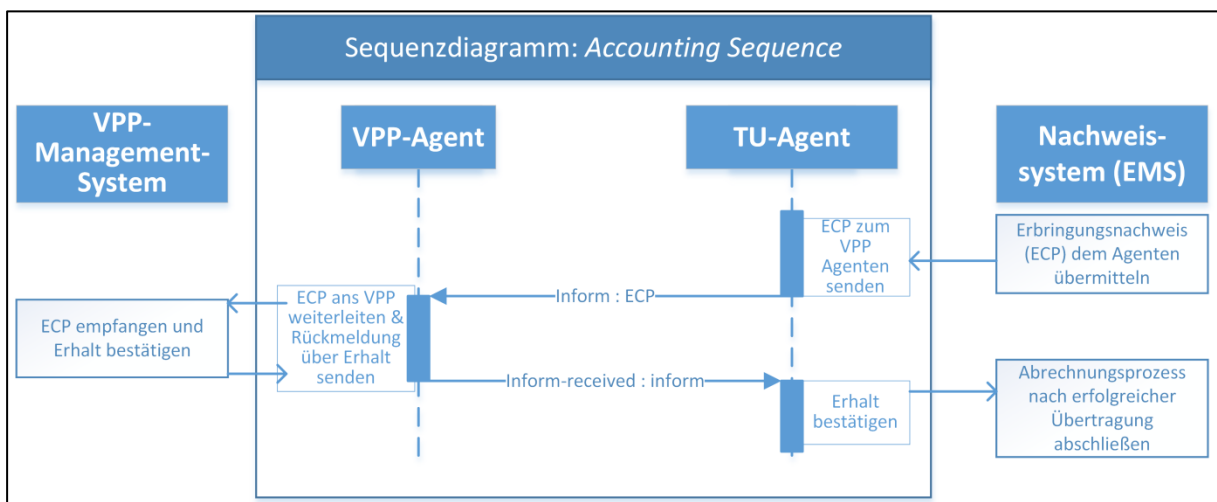 Sequenzdiagramm: Accounting Sequence
VPP-
Management-
System
VPP-Agent
TU-Agent
Nachweis-
system (EMS)
ECP zum
VPP
Agenten
senden
Erbringungsnachweis
(ECP) dem Agenten
übermitteln
Inform : ECP
ECP ans VPP
weiterleiten &
Rückmeldung
über Erhalt
senden
ECP empfangen und
Erhalt bestätigen
Inform-received : inform
Erhalt
bestätigen
Abrechnungsprozess
nach erfolgreicher
Übertragung
abschließen